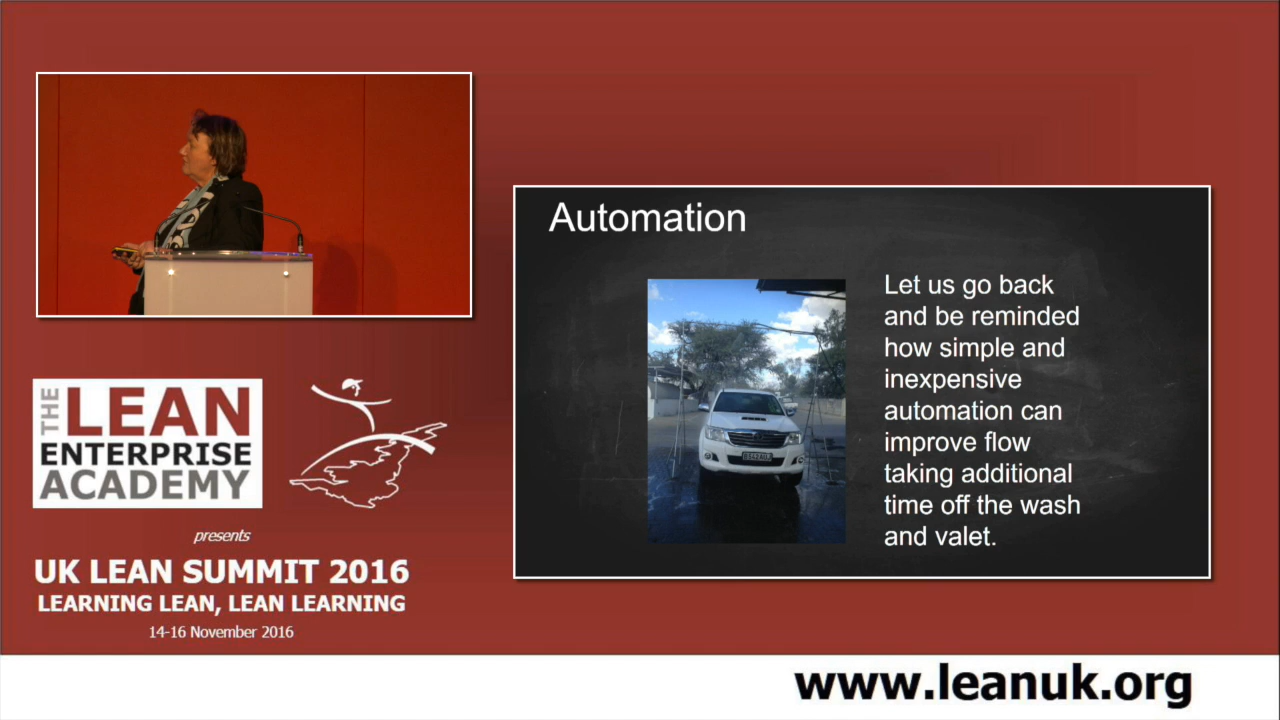 THE LEAN
ENTERPRISE
ACADEMY
presents
UK LEAN SUMMIT 2016
LEARNING LEAN, LEAN LEARNING
14-16 November 2016
Automation
Let us go back
and be reminded
how simple and
inexpensive
automation can
improve flow
taking additional
time off the wash
and valet.
www.leanuk.org